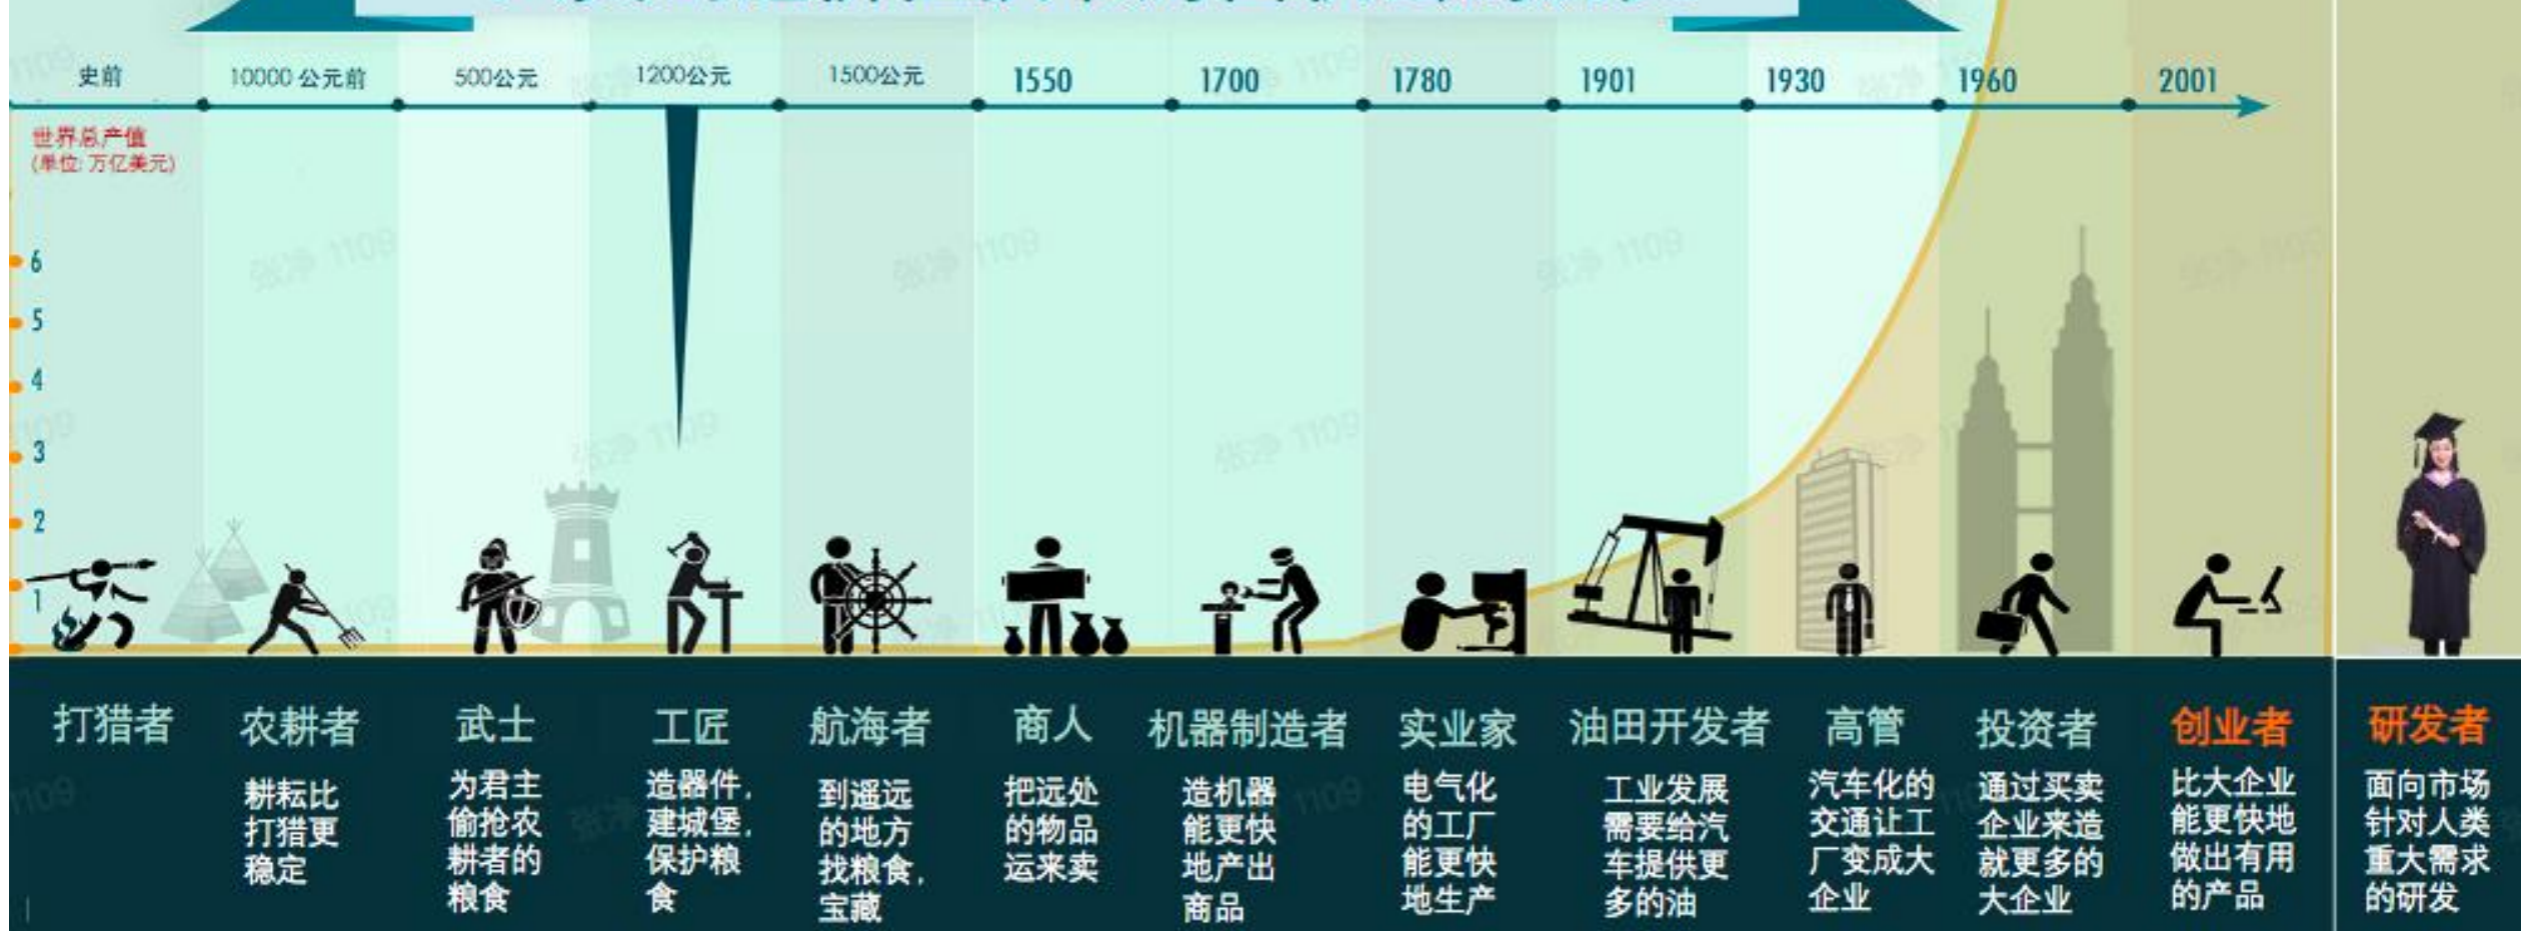 史前
10000 公元前
500公元
1200公元
1500公元
1550
1700
1780
1901
1930
1960
2001
世界总产值
(单位: 万亿美元)
6
5
4
3
2
1
打猎者
农耕者
武士
工匠
航海者
商人
机器制造者
实业家
油田开发者
高管
投资者
创业者
研发者
耕耘比
打猎更
稳定
为君主
偷抢农
耕者的
粮食
造器件,
建城堡,
保护粮
食
到遥远
的地方
找粮食,
宝藏
把远处
的物品
运来卖
造机器
能更快
地产出
商品
电气化
的工厂
能更快
地生产
工业发展
需要给汽
车提供更
多的油
汽车化的
交通让工
厂变成大
企业
通过买卖
企业来造
就更多的
大企业
比大企业
能更快地
做出有用
的产品
面向市场
针对人类
重大需求
的研发